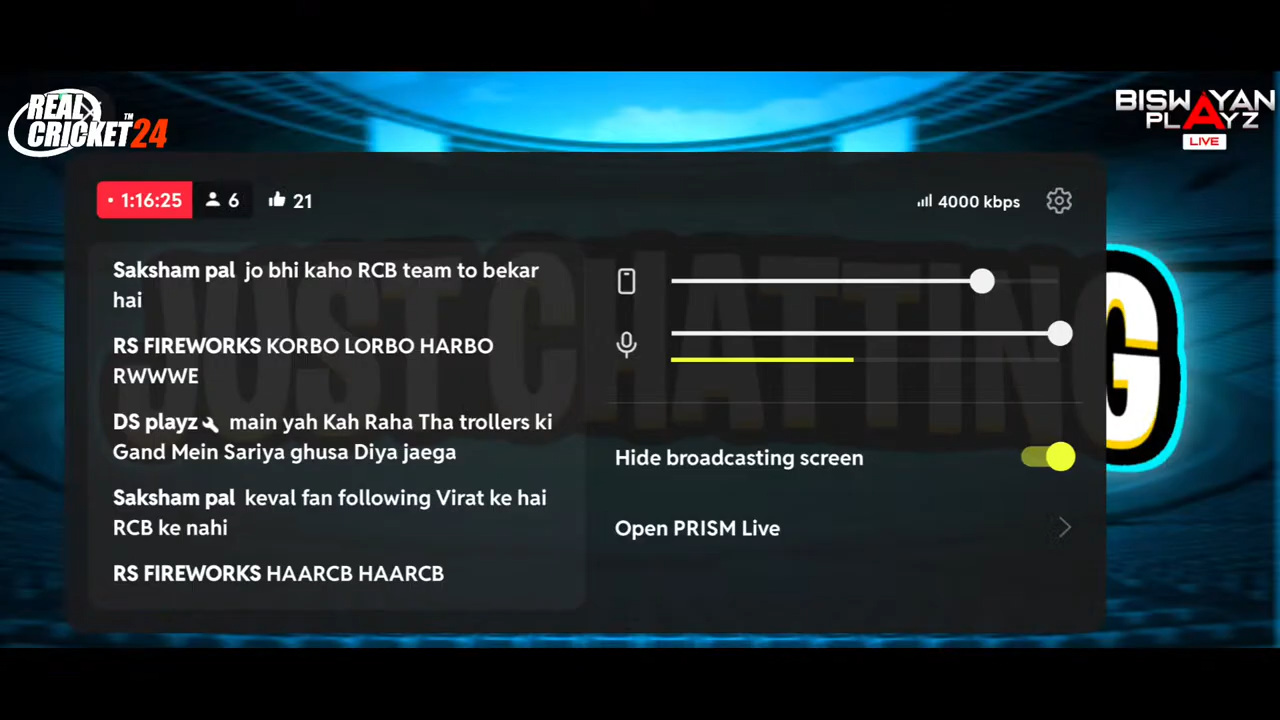 REAL
CRICKET 24
TM
BISWAYAN
PLAYZ
LIVE
1:16:25
6
21
4000 kbps
JUST CHATTING
Saksham pal jo bhi kaho RCB team to bekar
hai
RS FIREWORKS KORBO LORBO HARBO
RWWWE
DS playz main yah Kah Raha Tha trollers ki
Gand Mein Sariya ghusa Diya jaega
Saksham pal keval fan following Virat ke hai
RCB ke nahi
RS FIREWORKS HAARCB HAARCB
Hide broadcasting screen
Open PRISM Live